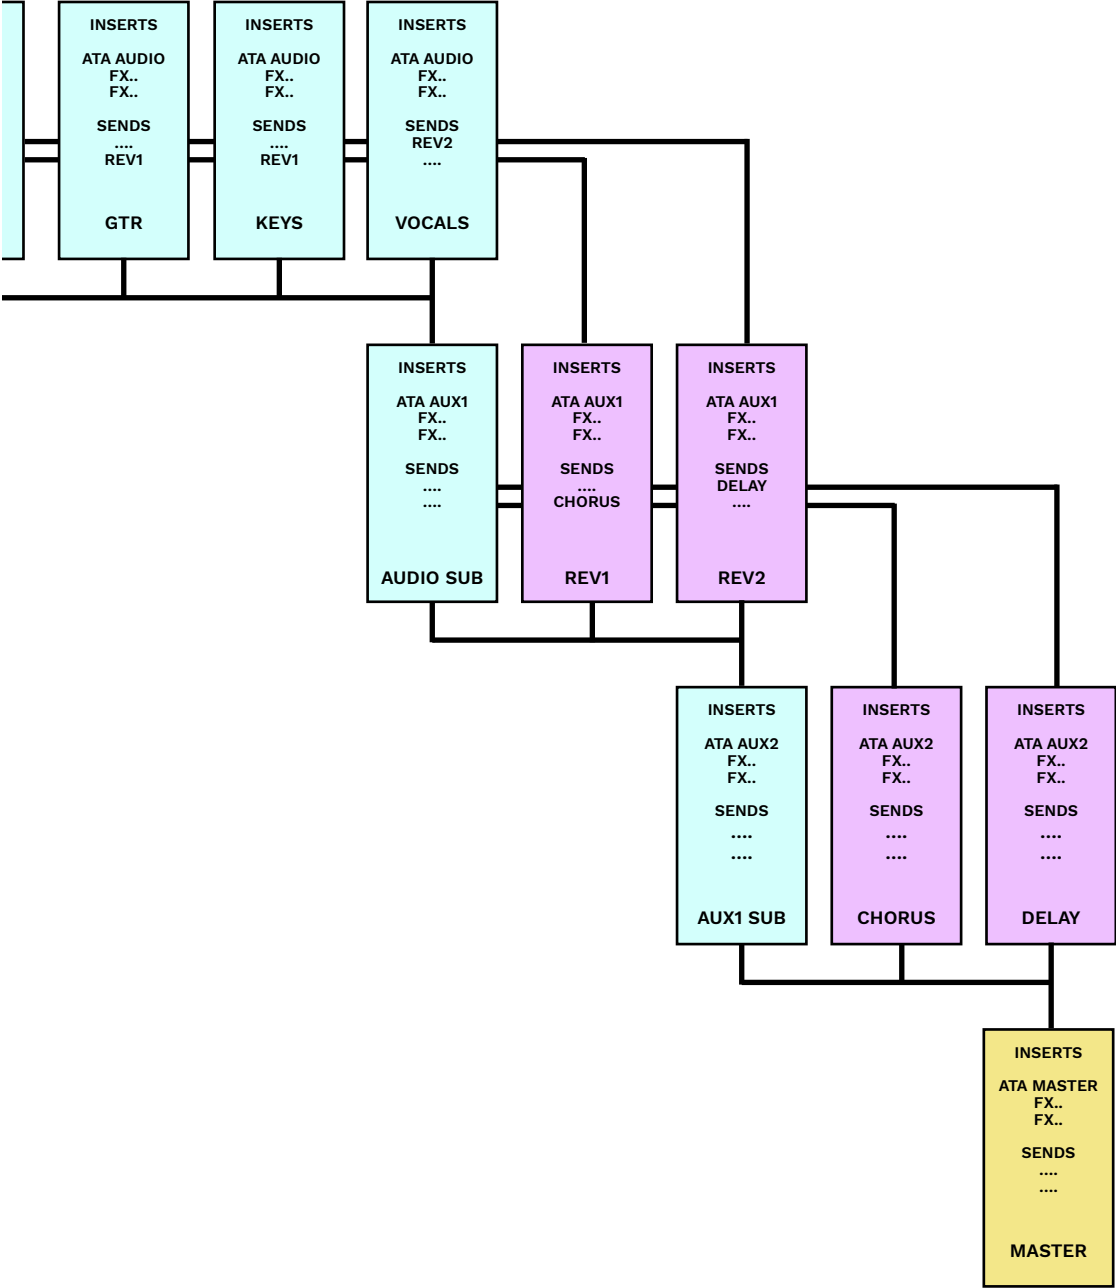 INSERTS
ATA AUDIO
FX..
FX..
SENDS
....
REV1
GTR
INSERTS
ATA AUDIO
FX..
FX..
SENDS
....
REV1
KEYS
INSERTS
ATA AUDIO
FX..
FX..
SENDS
REV2
....
VOCALS
INSERTS
ATA AUX1
FX..
FX..
SENDS
....
....
AUDIO SUB
INSERTS
ATA AUX1
FX..
FX..
SENDS
....
CHORUS
REV1
INSERTS
ATA AUX1
FX..
FX..
SENDS
DELAY
....
REV2
INSERTS
ATA AUX2
FX..
FX..
SENDS
....
....
AUX1 SUB
INSERTS
ATA AUX2
FX..
FX..
SENDS
....
....
CHORUS
INSERTS
ATA AUX2
FX..
FX..
SENDS
....
....
DELAY
INSERTS
ATA MASTER
FX..
FX..
SENDS
....
....
MASTER